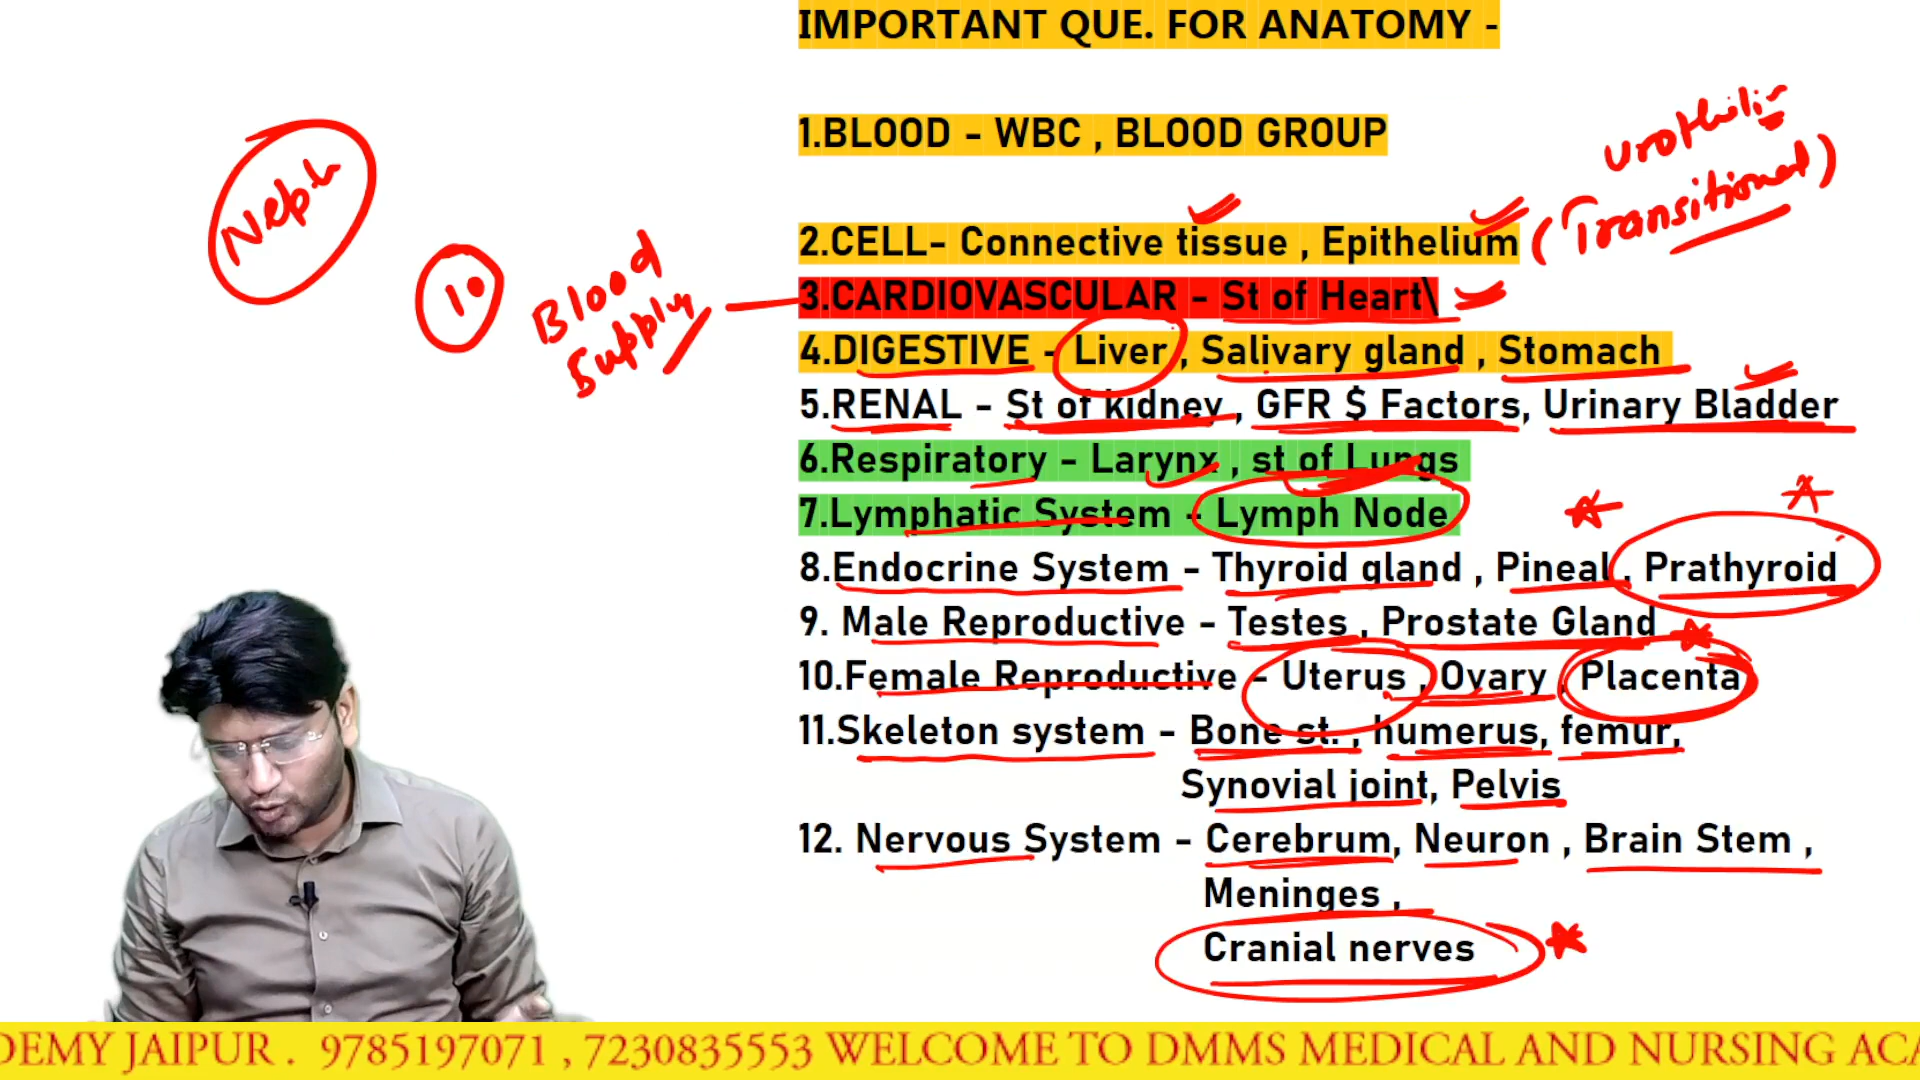 IMPORTANT QUE. FOR ANATOMY -
1.BLOOD - WBC , BLOOD GROUP
2.CELL- Connective tissue , Epithelium (Transitional)
3.CARDIOVASCULAR - St of Heart\
4.DIGESTIVE - Liver , Salivary gland , Stomach
5.RENAL - St of kidney , GFR $ Factors, Urinary Bladder
6.Respiratory - Larynx , st of Lungs
7.Lymphatic System - Lymph Node
8.Endocrine System - Thyroid gland , Pineal , Prathyroid
9. Male Reproductive - Testes , Prostate Gland
10.Female Reproductive - Uterus , Ovary , Placenta
11.Skeleton system - Bone st. , humerus, femur,
Synovial joint, Pelvis
12. Nervous System - Cerebrum, Neuron , Brain Stem ,
Meninges ,
Cranial nerves
10
Blood
Supply
DEMY JAIPUR . 9785197071 , 7230835553 WELCOME TO DMMS MEDICAL AND NURSING ACA